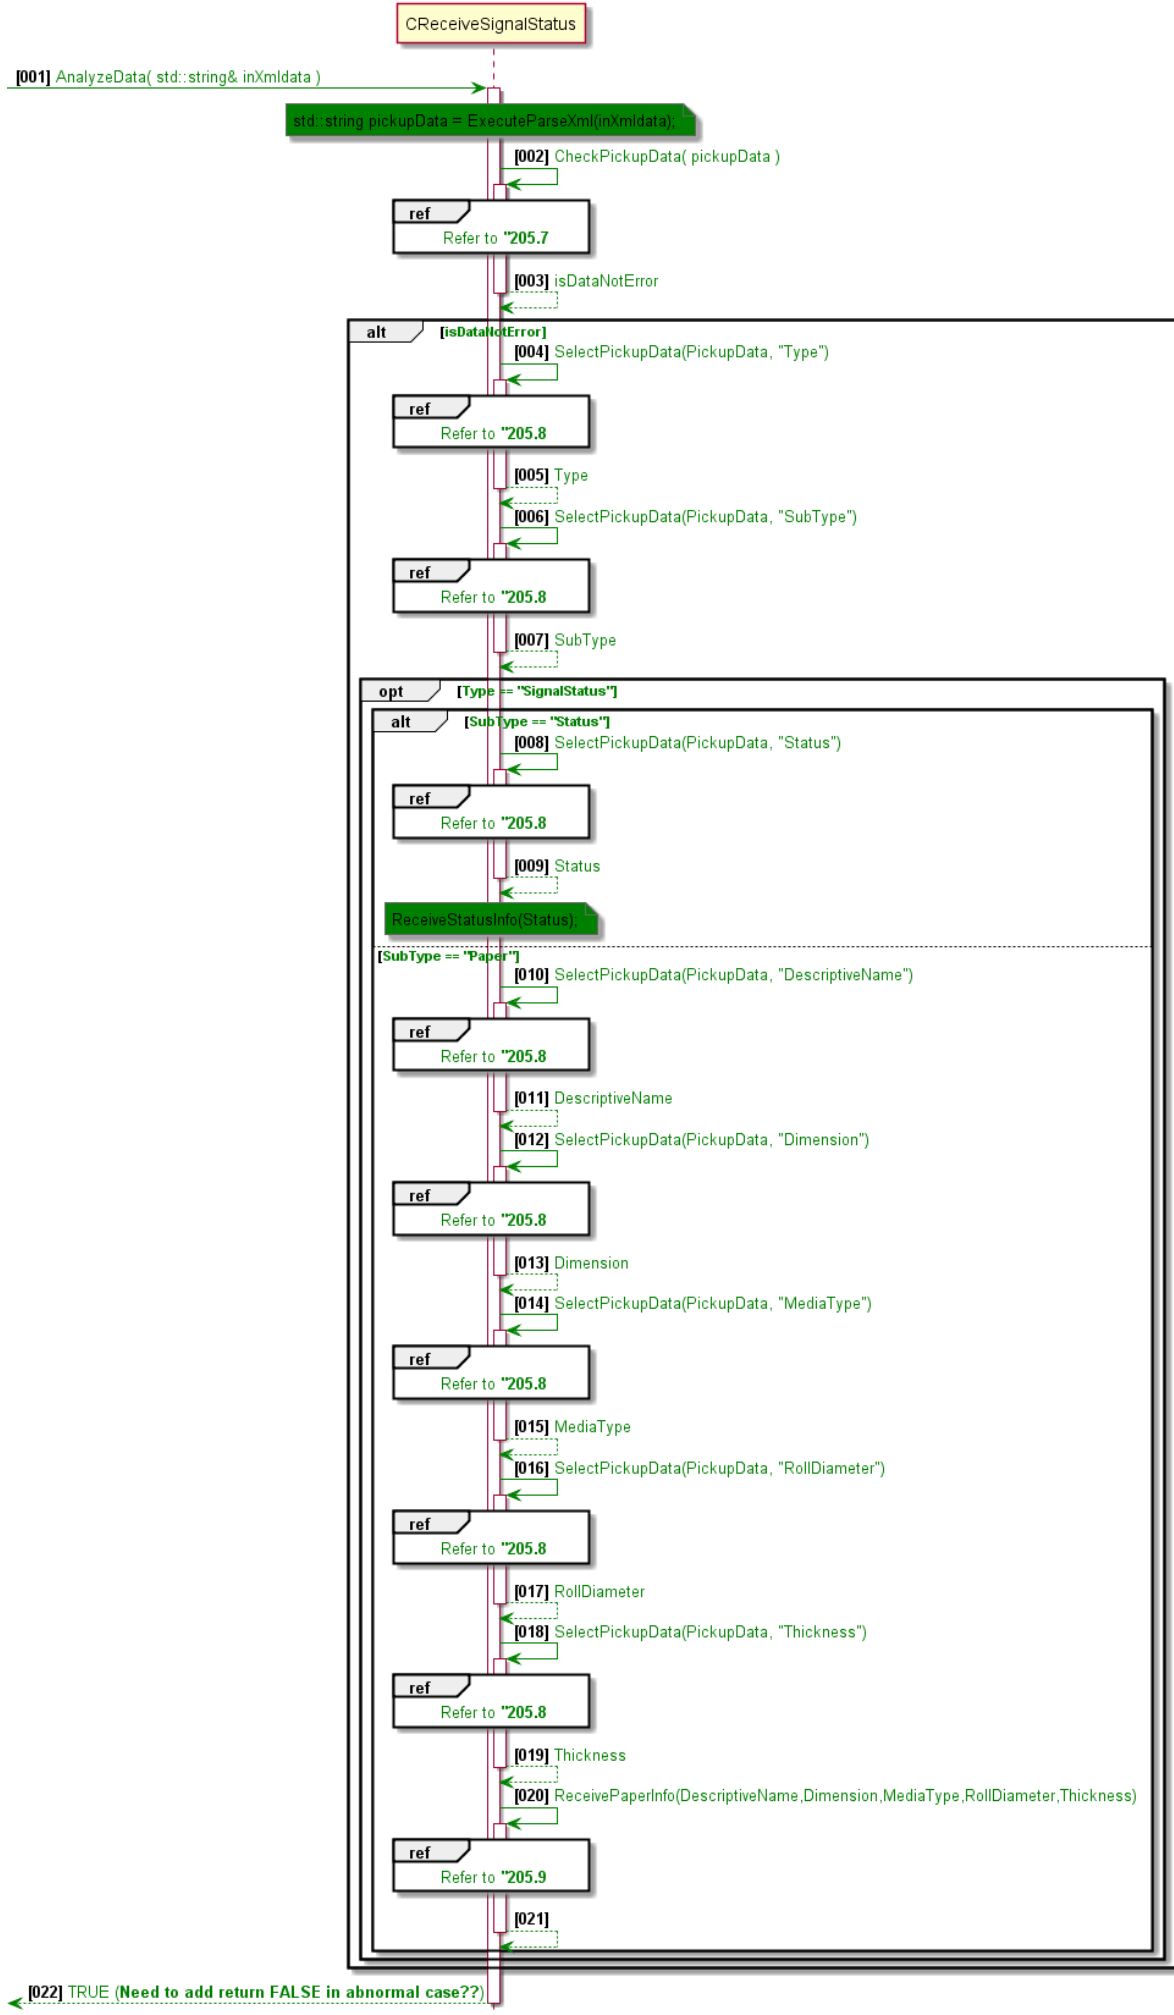 CReceiveSignalStatus
[001] AnalyzeData( std::string& inXmldata )
std::string pickupData = ExecuteParseXml(inXmldata);
[002] CheckPickupData( pickupData )
ref
Refer to "205.7
[003] isDataNotError
alt [isDataNotError]
[004] SelectPickupData(PickupData, "Type")
ref
Refer to "205.8
[005] Type
[006] SelectPickupData(PickupData, "SubType")
ref
Refer to "205.8
[007] SubType
opt [Type == "SignalStatus"]
alt [SubType == "Status"]
[008] SelectPickupData(PickupData, "Status")
ref
Refer to "205.8
[009] Status
ReceiveStatusInfo(Status);
[SubType == "Paper"]
[010] SelectPickupData(PickupData, "DescriptiveName")
ref
Refer to "205.8
[011] DescriptiveName
[012] SelectPickupData(PickupData, "Dimension")
ref
Refer to "205.8
[013] Dimension
[014] SelectPickupData(PickupData, "MediaType")
ref
Refer to "205.8
[015] MediaType
[016] SelectPickupData(PickupData, "RollDiameter")
ref
Refer to "205.8
[017] RollDiameter
[018] SelectPickupData(PickupData, "Thickness")
ref
Refer to "205.8
[019] Thickness
[020] ReceivePaperInfo(DescriptiveName,Dimension,MediaType,RollDiameter,Thickness)
ref
Refer to "205.9
[021]
[022] TRUE (Need to add return FALSE in abnormal case??)